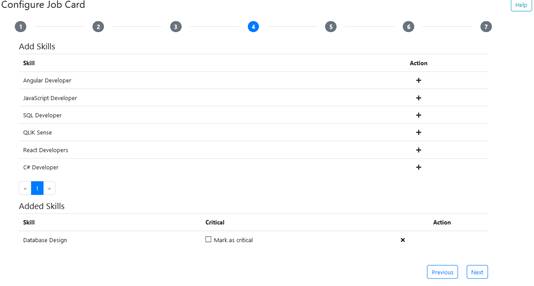 Configure Job Card
Help
1 2 3 4 5 6 7
Add Skills
Skill Action
Angular Developer +
JavaScript Developer +
SQL Developer +
QLIK Sense +
React Developers +
C# Developer +
« 1 »
Added Skills
Skill Critical Action
Database Design Mark as critical ×
Previous Next